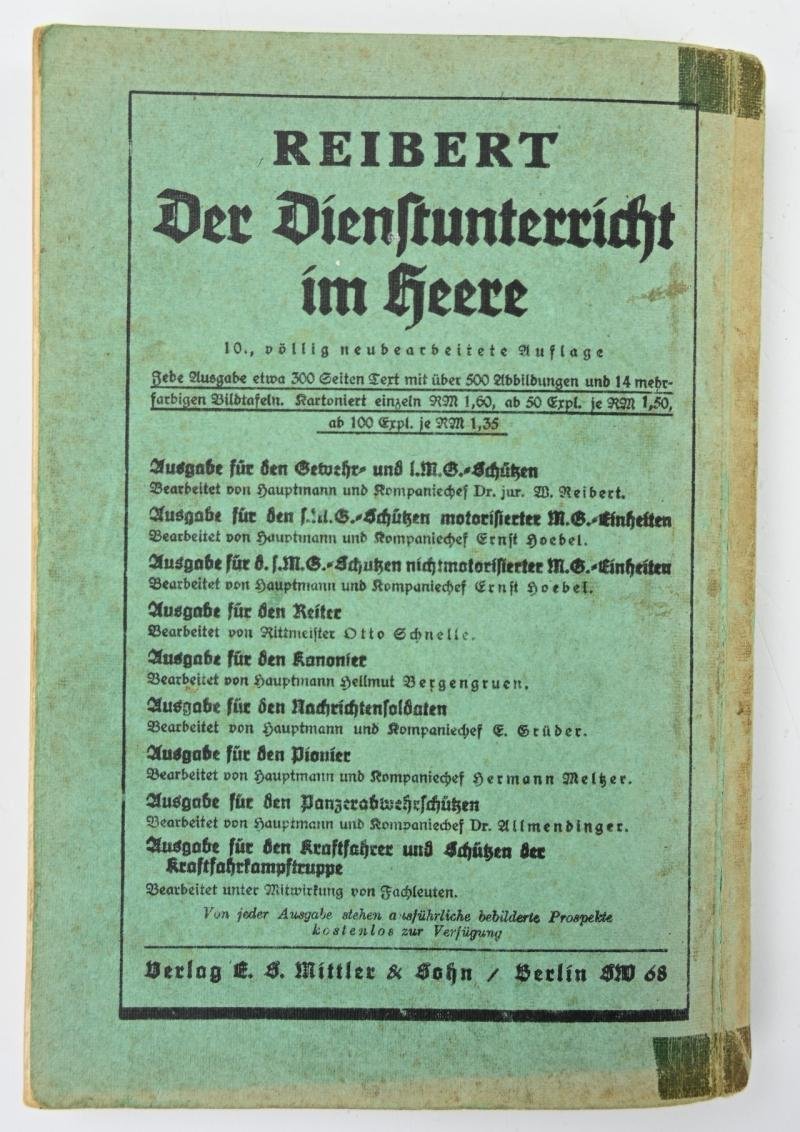 REIBERT
Der Dienstunterricht
im Heere
10., völlig neubearbeitete Auflage
Jede Ausgabe etwa 300 Seiten Text mit über 500 Abbildungen und 14 mehr-
farbigen Bildtafeln. Kartoniert einzeln RM 1,60, ab 50 Expl. je RM 1,50,
ab 100 Expl. je RM 1,35
Ausgabe für den Gewehr- und l.M.G.-Schützen
Bearbeitet von Hauptmann und Kompaniechef Dr. jur. W. Reibert.
Ausgabe für den s.M.G.-Schützen motorisierter M.G.-Einheiten
Bearbeitet von Hauptmann und Kompaniechef Ernst Hoebel.
Ausgabe für d. s.M.G.-Schützen nichtmotorisierter M.G.-Einheiten
Bearbeitet von Hauptmann und Kompaniechef Ernst Hoebel.
Ausgabe für den Reiter
Bearbeitet von Rittmeister Otto Schnelle.
Ausgabe für den Kanonier
Bearbeitet von Hauptmann Hellmut Bergengruen.
Ausgabe für den Nachrichtensoldaten
Bearbeitet von Hauptmann und Kompaniechef E. Grüder.
Ausgabe für den Pionier
Bearbeitet von Hauptmann und Kompaniechef Hermann Meltzer.
Ausgabe für den Panzerabwehrschützen
Bearbeitet von Hauptmann und Kompaniechef Dr. Allmendinger.
Ausgabe für den Kraftfahrer und Schützen der
Kraftfahrkampftruppe
Bearbeitet unter Mitwirkung von Fachleuten.
Von jeder Ausgabe stehen ausführliche bebilderte Prospekte
kostenlos zur Verfügung
Verlag E. S. Mittler & Sohn / Berlin SW 68